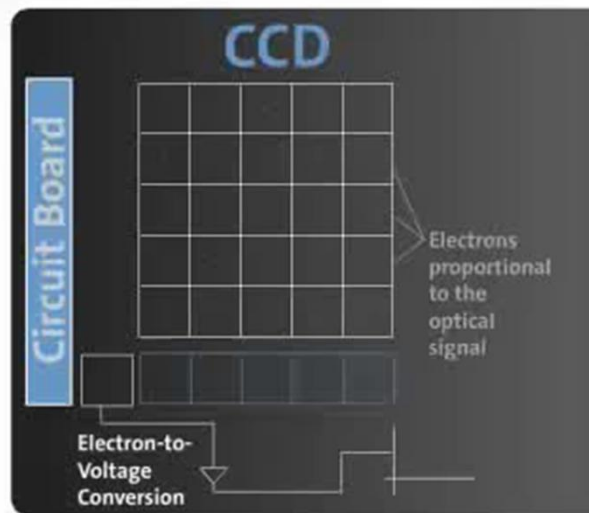 CCD
Circuit Board
Electrons
proportional
to the
optical
signal
Electron-to-
Voltage
Conversion